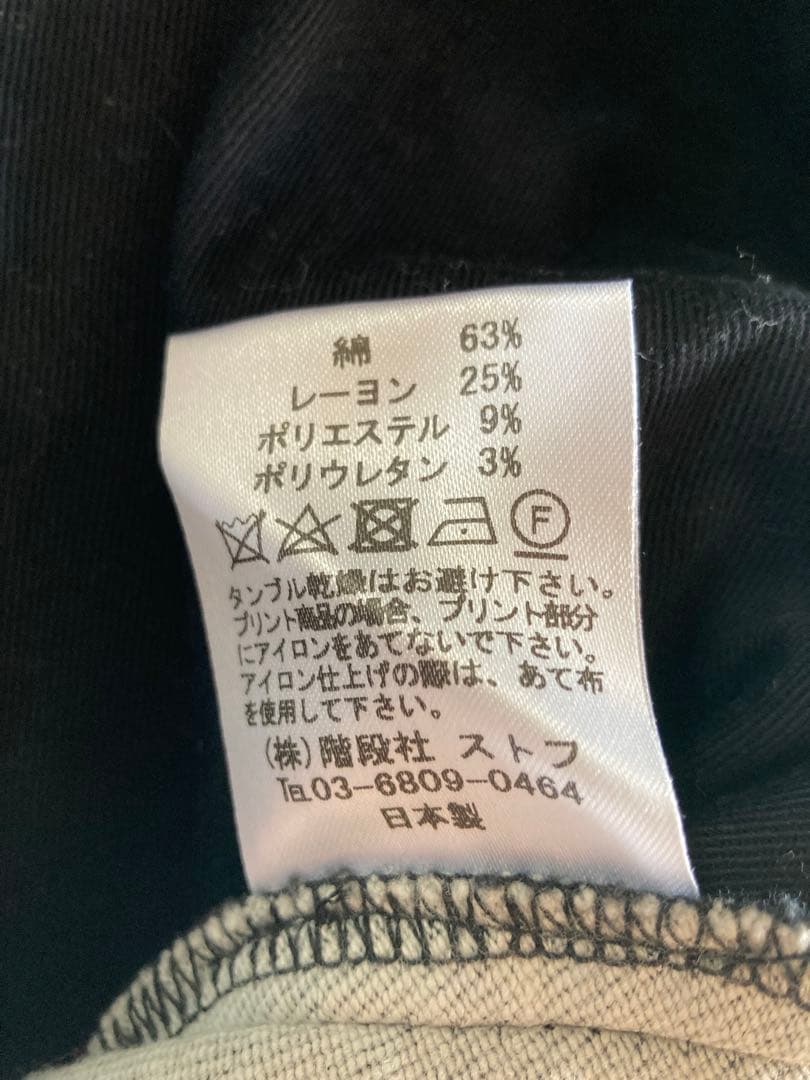 綿 63%
レーヨン 25%
ポリエステル 9%
ポリウレタン 3%
F
タンブル乾燥はお避け下さい。
プリント商品の場合、プリント部分
にアイロンをあてないで下さい。
アイロン仕上げの際は、あて布
を使用して下さい。
(株)階段社 ストフ
TEL03-6809-0464
日本製